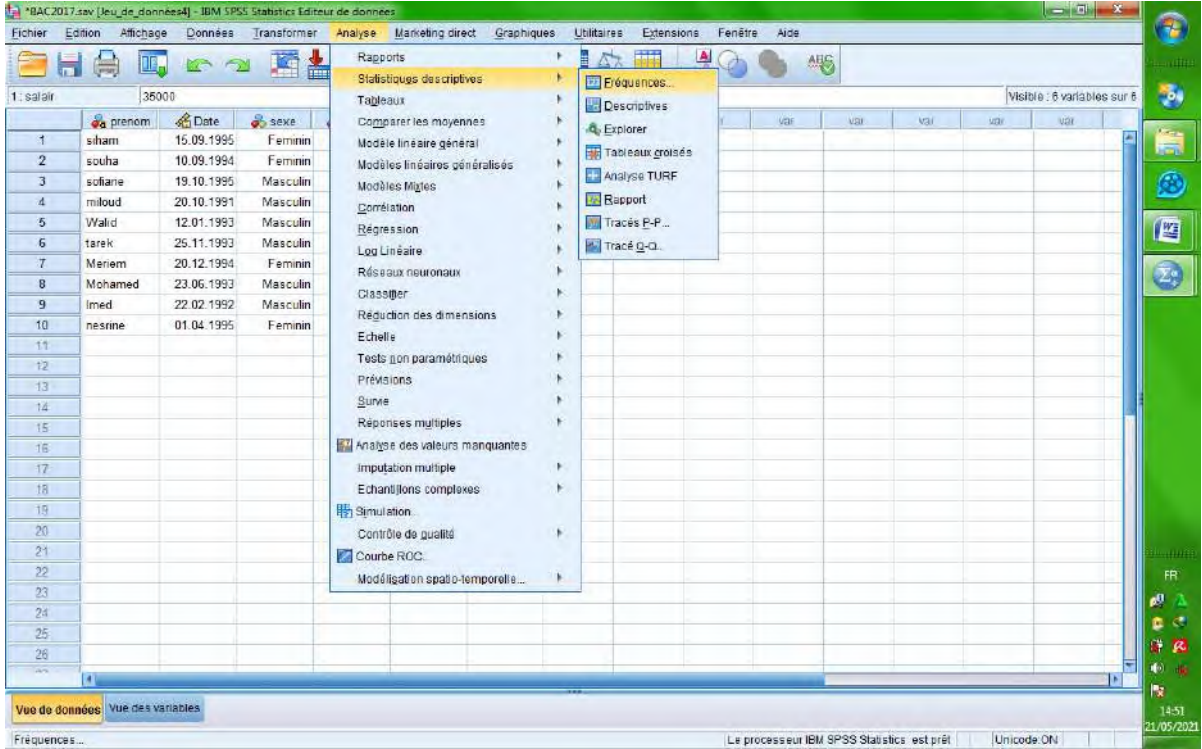 *BAC2017.sav [Jeu_de_données4] - IBM SPSS Statistics Editeur de données
Fichier Edition Affichage Données Transformer Analyse Marketing direct Graphiques Utilitaires Extensions Fenêtre Aide
1 : salair 35000 Visible : 6 variables sur 6
prenom Date sexe var var var var var
1 siham 15.09.1995 Feminin
2 souha 10.09.1994 Feminin
3 sofiane 19.10.1995 Masculin
4 miloud 20.10.1991 Masculin
5 Walid 12.01.1993 Masculin
6 tarek 25.11.1993 Masculin
7 Meriem 20.12.1994 Feminin
8 Mohamed 23.06.1993 Masculin
9 Imed 22.02.1992 Masculin
10 nesrine 01.04.1995 Feminin
11
12
13
14
15
16
17
18
19
20
21
22
23
24
25
26
Rapports
Statistiques descriptives
Tableaux
Comparer les moyennes
Modèle linéaire général
Modèles linéaires généralisés
Modèles Mixtes
Corrélation
Régression
Log Linéaire
Réseaux neuronaux
Classifier
Réduction des dimensions
Echelle
Tests non paramétriques
Prévisions
Survie
Réponses multiples
Analyse des valeurs manquantes
Imputation multiple
Echantillons complexes
Simulation...
Contrôle de qualité
Courbe ROC...
Modélisation spatio-temporelle...
Fréquences...
Descriptives
Explorer
Tableaux croisés
Analyse TURF
Rapport
Tracés P-P...
Tracé Q-Q...
Vue de données Vue des variables
Fréquences... Le processeur IBM SPSS Statistics est prêt Unicode:ON
FR
14:51
21/05/2021